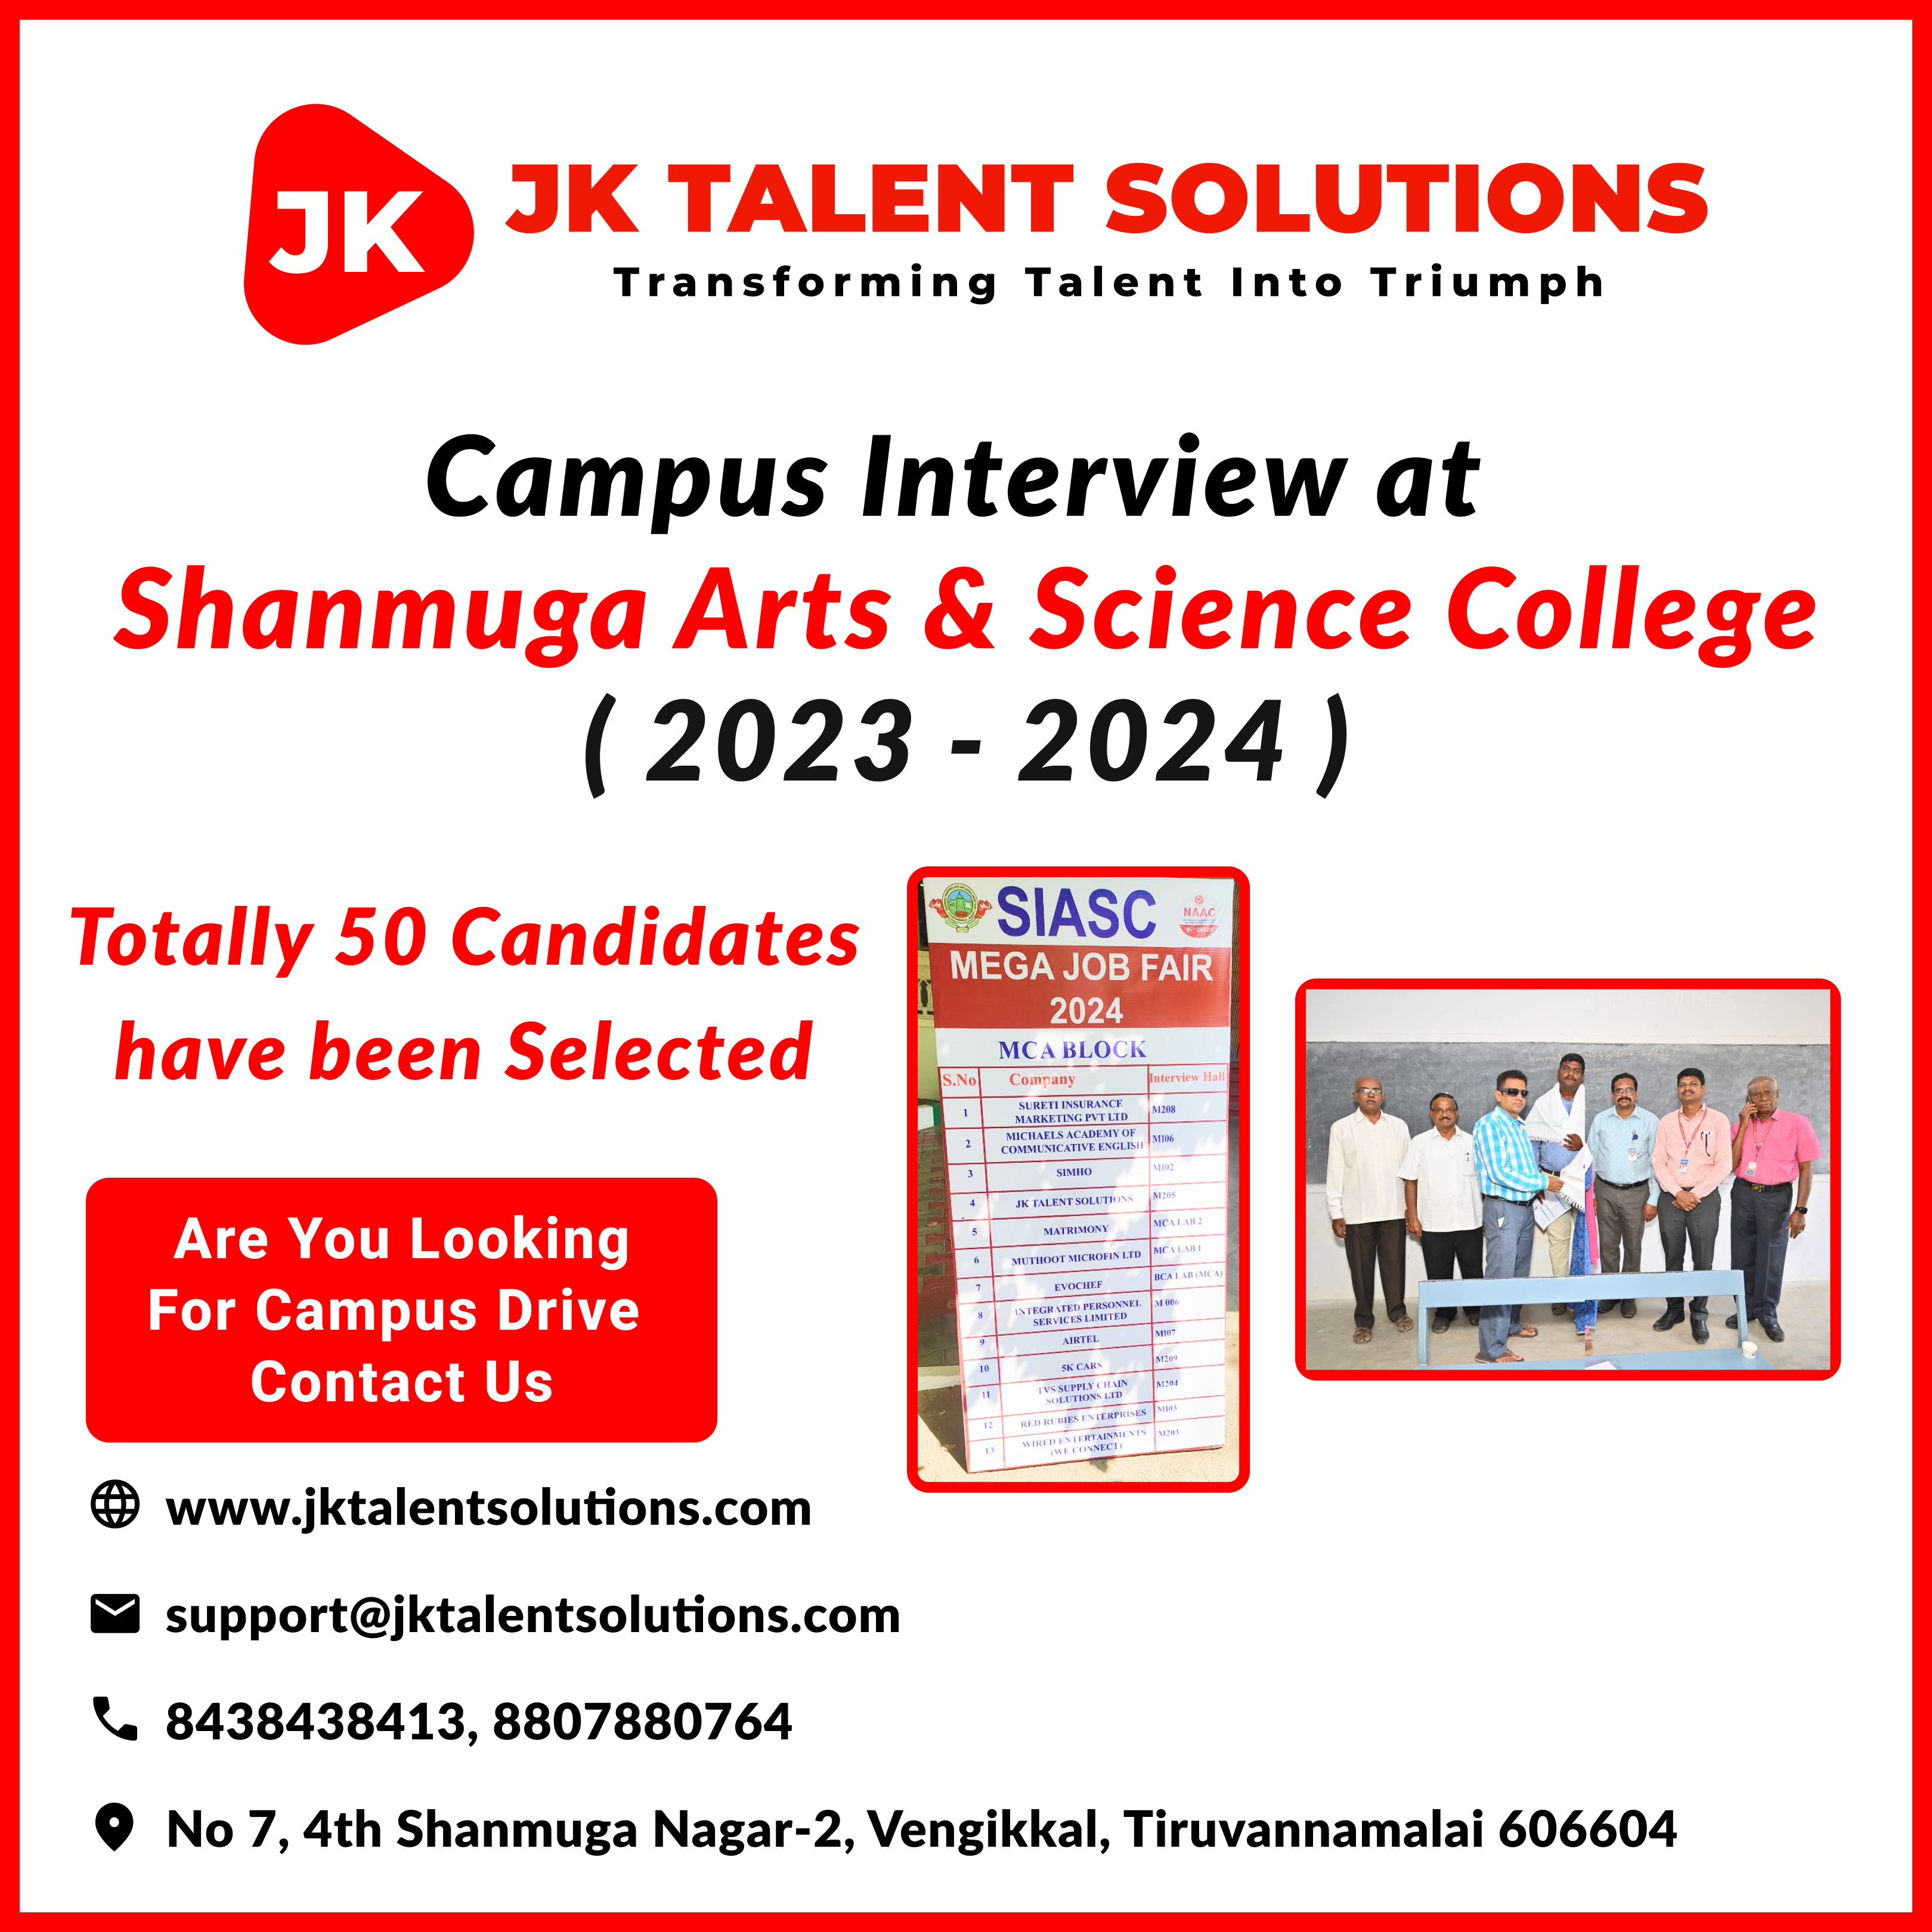 JK
JK TALENT SOLUTIONS
Transforming Talent Into Triumph
Campus Interview at
Shanmuga Arts & Science College
( 2023 - 2024 )
Totally 50 Candidates
have been Selected
SIASC
NAAC
MEGA JOB FAIR
2024
MCA BLOCK
S.No Company Interview Hall
1 SURETI INSURANCE MARKETING PVT LTD M208
2 MICHAELS ACADEMY OF COMMUNICATIVE ENGLISH M106
3 SIMHO M102
4 JK TALENT SOLUTIONS M205
5 MATRIMONY MCA LAB 2
6 MUTHOOT MICROFIN LTD MCA LAB 1
7 EVOCHEF BCA LAB (MCA)
8 INTEGRATED PERSONNEL SERVICES LIMITED M 006
9 AIRTEL M107
10 5K CARS M209
11 TVS SUPPLY CHAIN SOLUTIONS LTD M204
12 RED RUBIES ENTERPRISES M103
13 WIRED ENTERTAINMENTS (WE CONNECT) M203
Are You Looking
For Campus Drive
Contact Us
www.jktalentsolutions.com
support@jktalentsolutions.com
8438438413, 8807880764
No 7, 4th Shanmuga Nagar-2, Vengikkal, Tiruvannamalai 606604